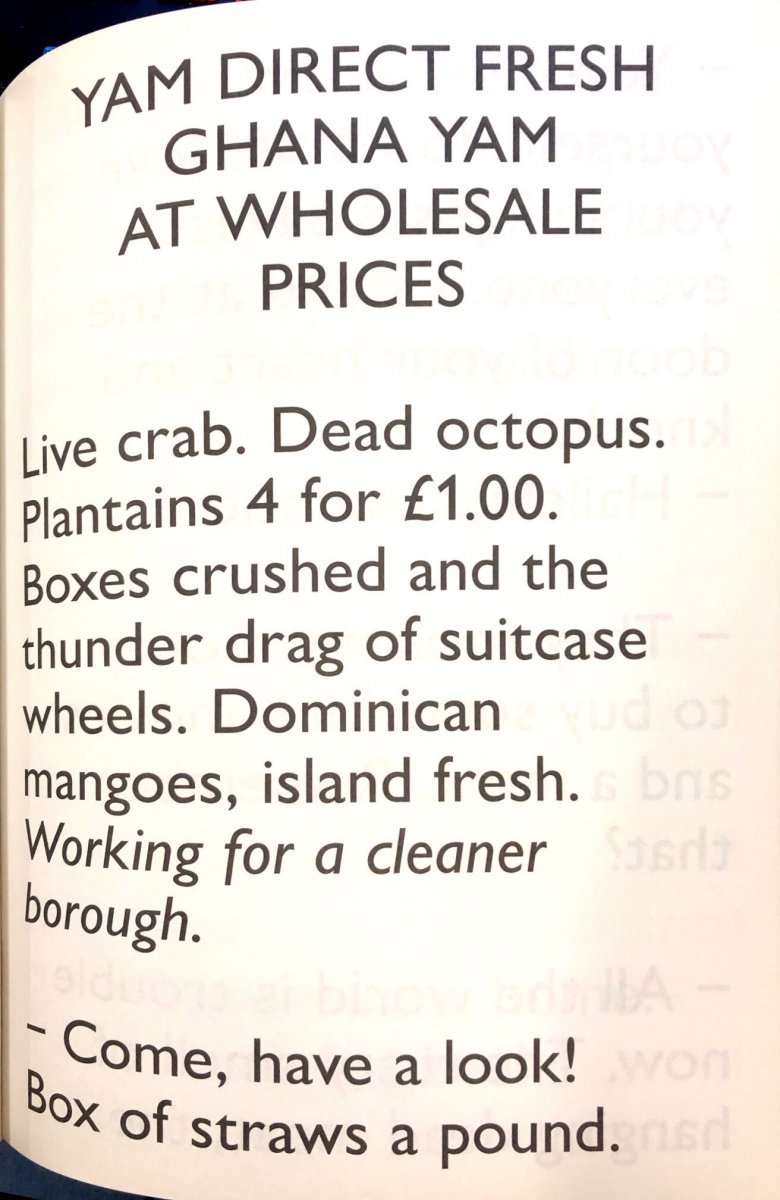 YAM DIRECT FRESH
GHANA YAM
AT WHOLESALE
PRICES
Live crab. Dead octopus.
Plantains 4 for £1.00.
Boxes crushed and the
thunder drag of suitcase
wheels. Dominican
mangoes, island fresh.
Working for a cleaner
borough.
– Come, have a look!
Box of straws a pound.